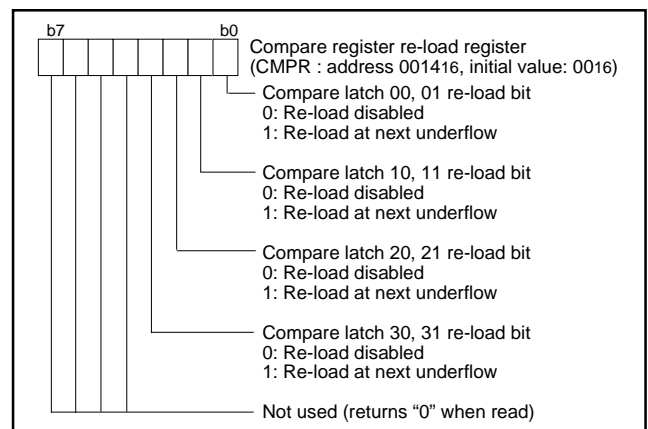 b7 b0
Compare register re-load register
(CMPR : address 001416, initial value: 0016)
Compare latch 00, 01 re-load bit
0: Re-load disabled
1: Re-load at next underflow
Compare latch 10, 11 re-load bit
0: Re-load disabled
1: Re-load at next underflow
Compare latch 20, 21 re-load bit
0: Re-load disabled
1: Re-load at next underflow
Compare latch 30, 31 re-load bit
0: Re-load disabled
1: Re-load at next underflow
Not used (returns “0” when read)